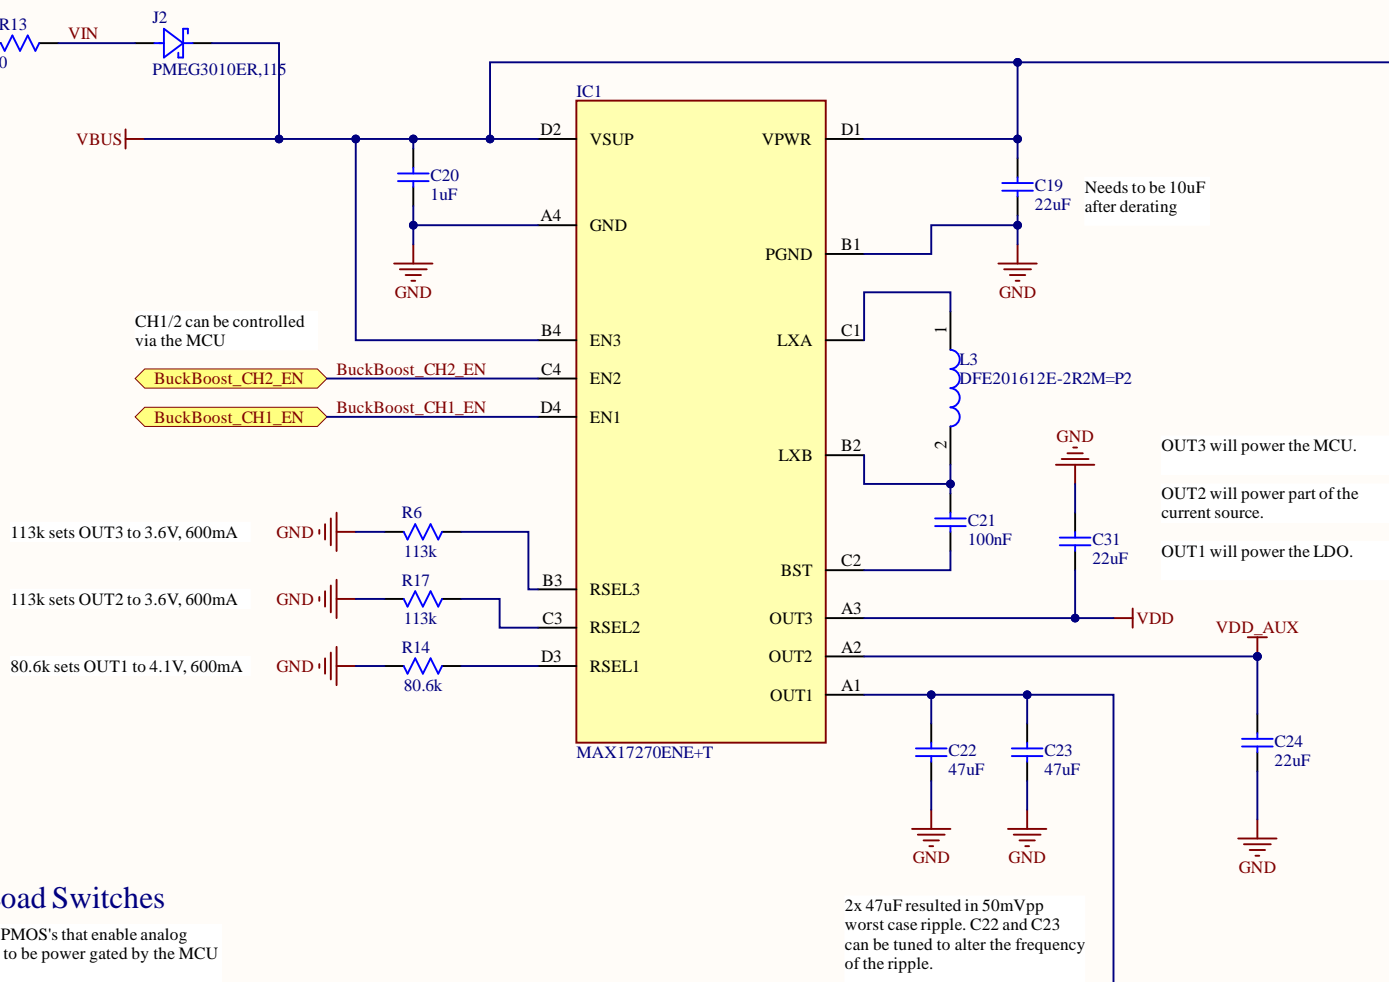 R13
0
VIN
J2
PMEG3010ER,115
VBUS
IC1
D2
VSUP
VPWR
D1
C20
1uF
C19
22uF
Needs to be 10uF
after derating
A4
GND
PGND
B1
GND
GND
CH1/2 can be controlled
via the MCU
B4
EN3
LXA
C1
1
L3
DFE201612E-2R2M=P2
2
BuckBoost_CH2_EN
BuckBoost_CH2_EN
C4
EN2
BuckBoost_CH1_EN
BuckBoost_CH1_EN
D4
EN1
LXB
B2
GND
OUT3 will power the MCU.
OUT2 will power part of the
current source.
OUT1 will power the LDO.
C21
100nF
C31
22uF
BST
C2
113k sets OUT3 to 3.6V, 600mA
GND
R6
113k
B3
RSEL3
113k sets OUT2 to 3.6V, 600mA
GND
R17
113k
C3
RSEL2
80.6k sets OUT1 to 4.1V, 600mA
GND
R14
80.6k
D3
RSEL1
OUT3
A3
VDD
OUT2
A2
VDD_AUX
OUT1
A1
MAX17270ENE+T
C22
47uF
C23
47uF
C24
22uF
GND
GND
GND
oad Switches
PMOS's that enable analog
to be power gated by the MCU
2x 47uF resulted in 50mVpp
worst case ripple. C22 and C23
can be tuned to alter the frequency
of the ripple.